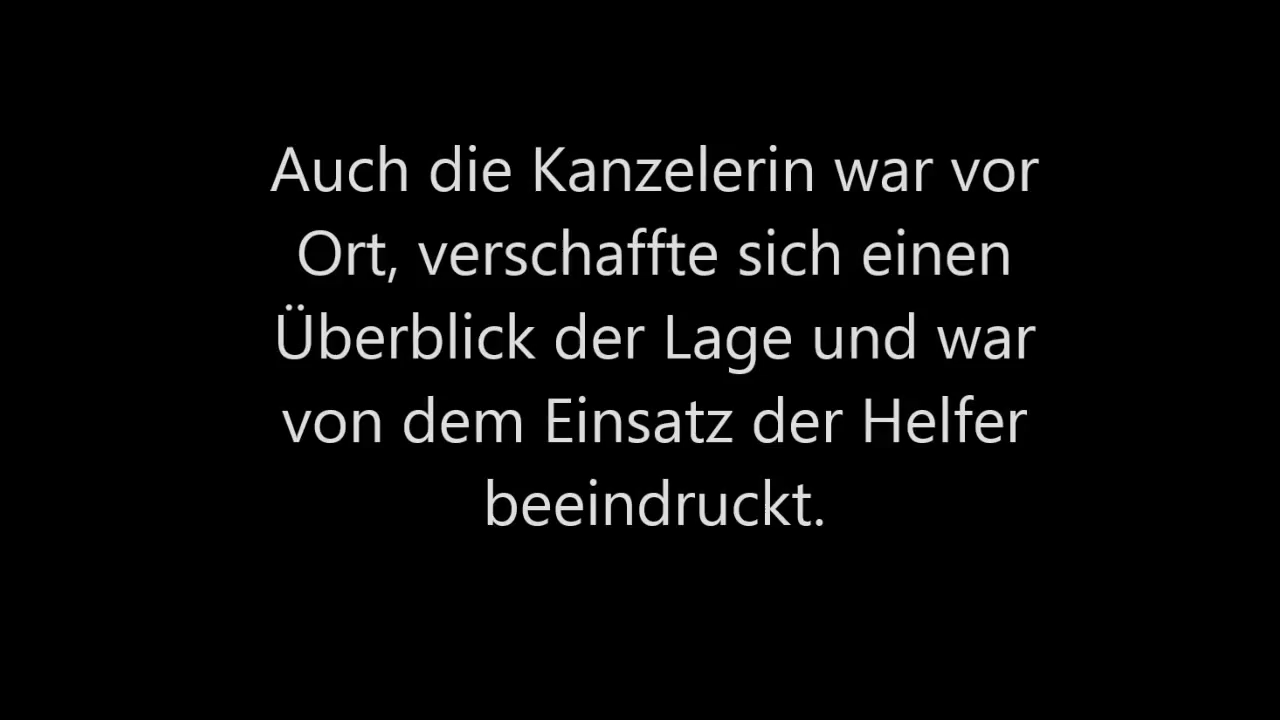 Auch die Kanzelerin war vor
Ort, verschaffte sich einen
Überblick der Lage und war
von dem Einsatz der Helfer
beeindruckt.